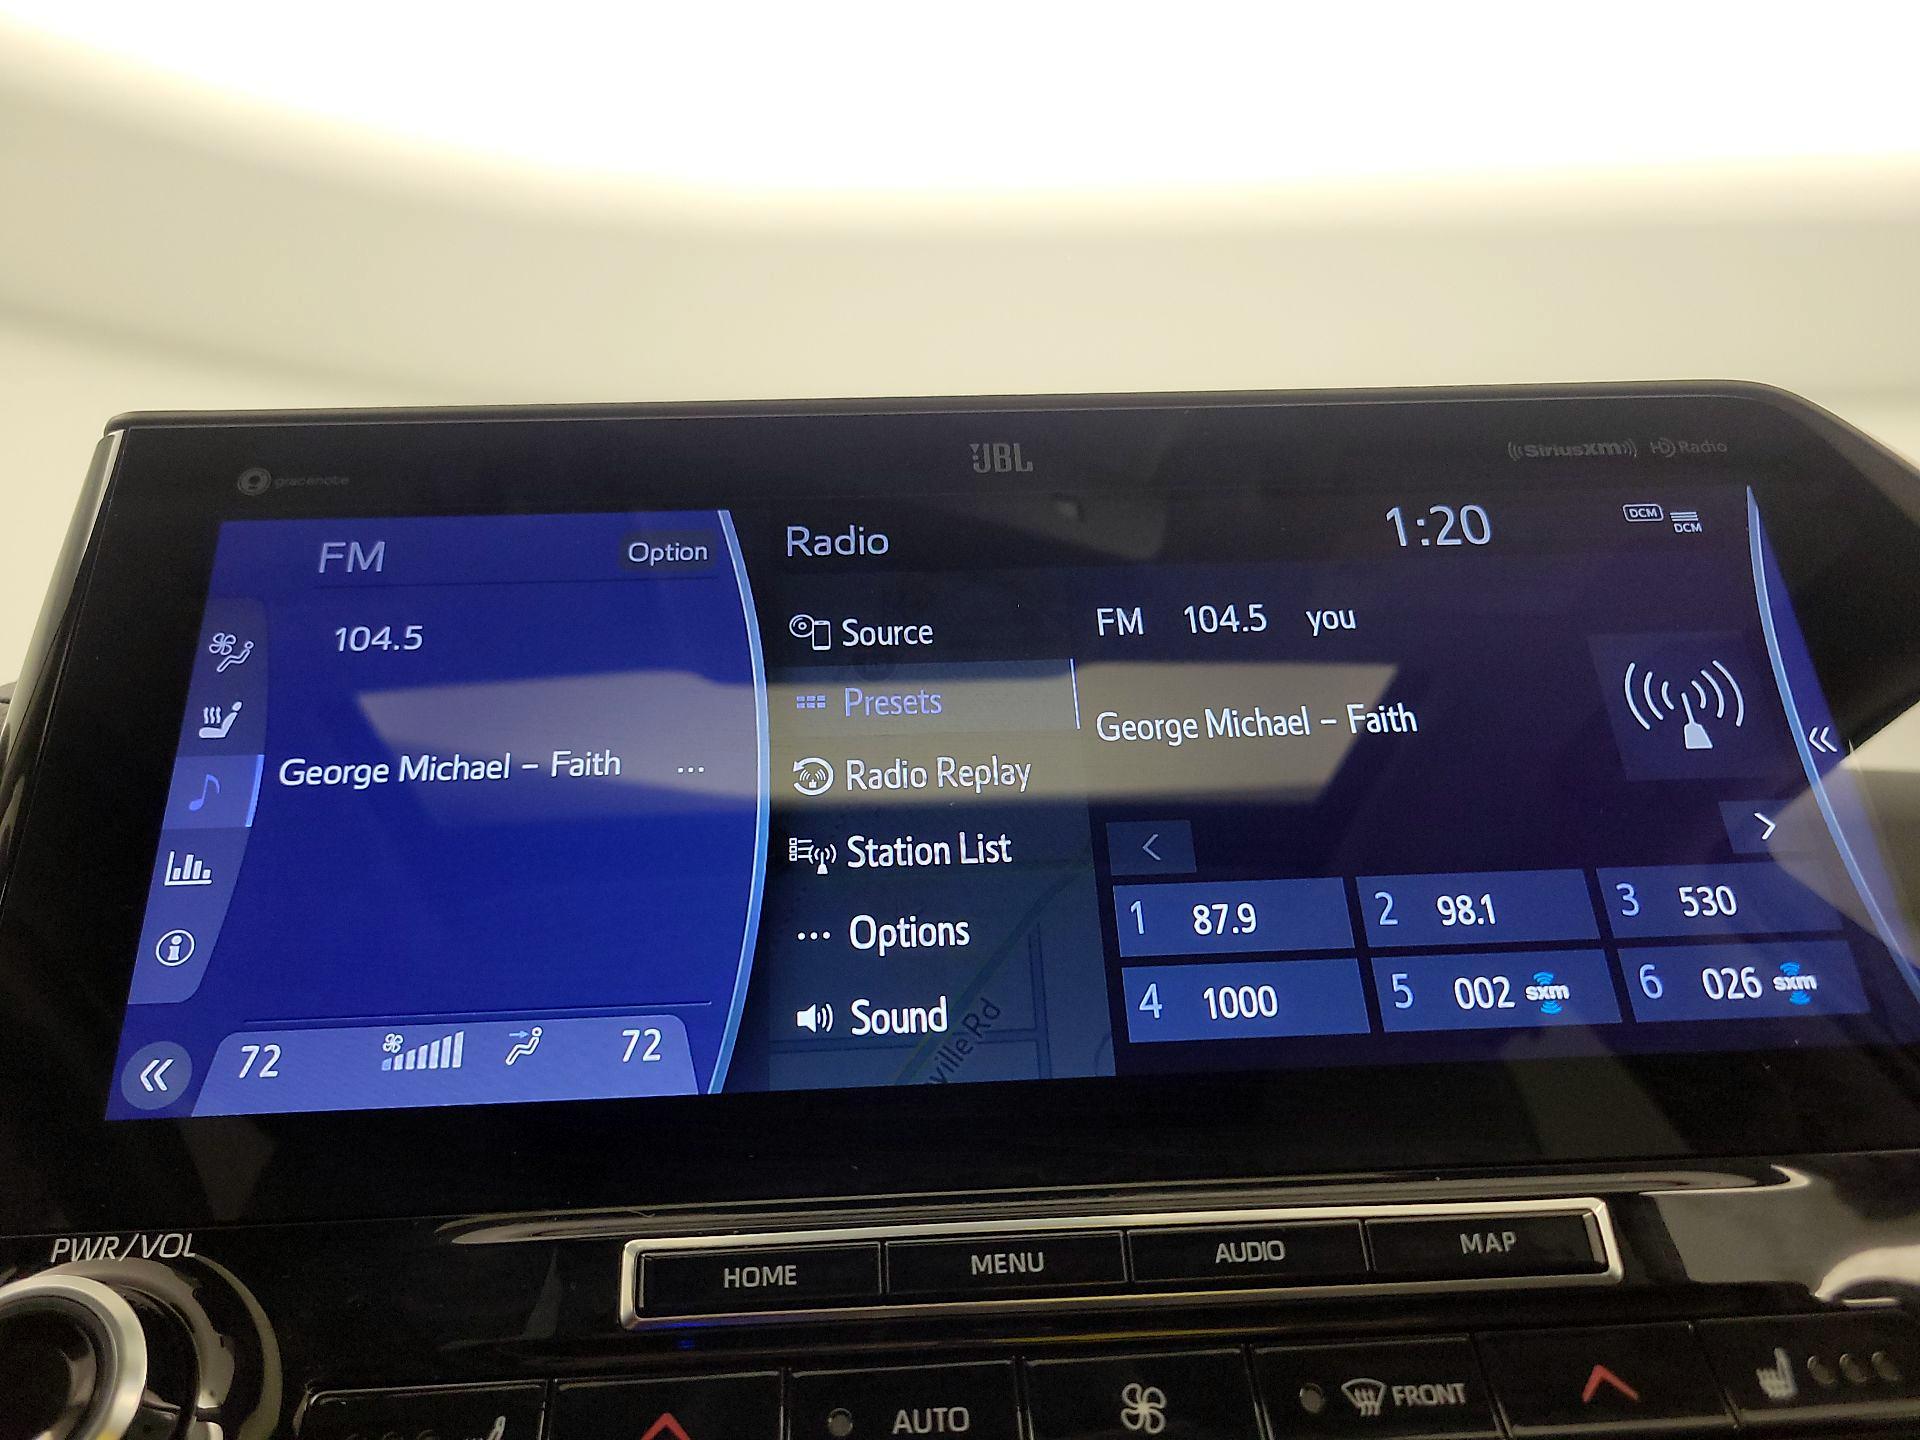 gracenote
JBL
SiriusXM HD Radio
FM Option
104.5
George Michael – Faith ...
72 72
Radio 1:20 DCM DCM
Source
Presets
Radio Replay
Station List
... Options
Sound
ville Rd
FM 104.5 you
George Michael – Faith
1 87.9 2 98.1 3 530
4 1000 5 002 sxm 6 026 sxm
PWR/VOL
HOME MENU AUDIO MAP
AUTO FRONT